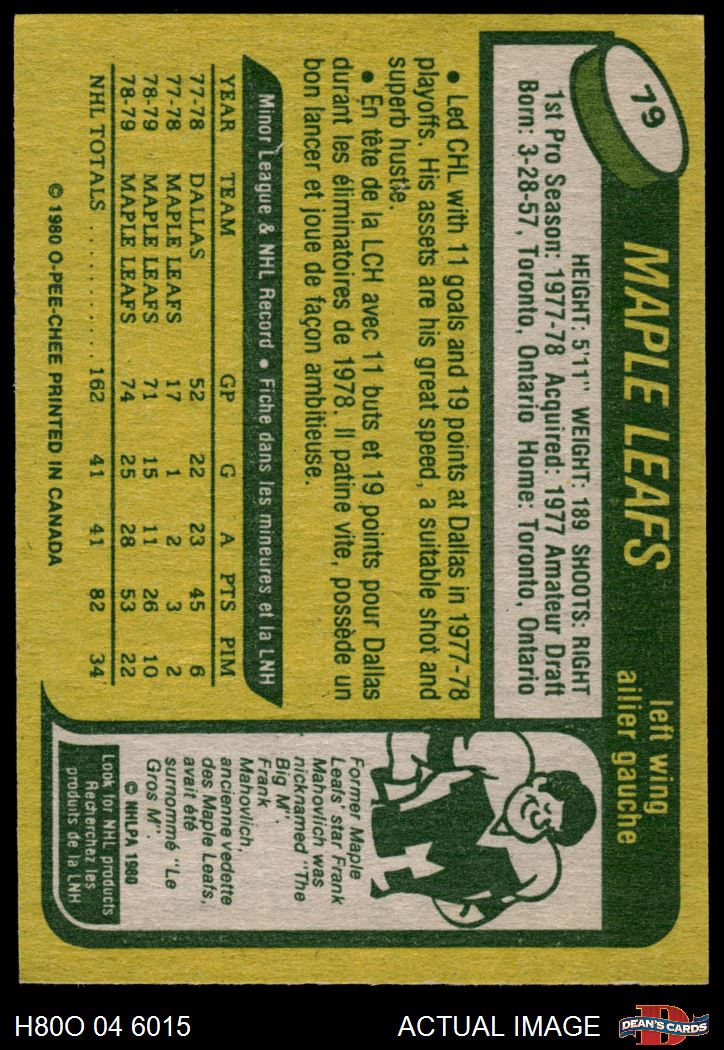 79
MAPLE LEAFS
left wing
ailier gauche
HEIGHT: 5'11" WEIGHT: 189 SHOOTS: RIGHT
1st Pro Season: 1977-78 Acquired: 1977 Amateur Draft
Born: 3-28-57, Toronto, Ontario Home: Toronto, Ontario
• Led CHL with 11 goals and 19 points at Dallas in 1977-78
playoffs. His assets are his great speed, a suitable shot and
superb hustle.
• En tête de la LCH avec 11 buts et 19 points pour Dallas
durant les éliminatoires de 1978. Il patine vite, possède un
bon lancer et joue de façon ambitieuse.
Minor League & NHL Record • Fiche dans les mineures et la LNH
YEAR TEAM GP G A PTS PIM
77-78 DALLAS 52 22 23 45 6
77-78 MAPLE LEAFS 17 1 2 3 2
78-79 MAPLE LEAFS 71 15 11 26 10
78-79 MAPLE LEAFS 74 25 28 53 22
NHL TOTALS .......... 162 41 41 82 34
© 1980 O-PEE-CHEE PRINTED IN CANADA
Former Maple
Leafs' star Frank
Mahovlich was
nicknamed "The
Big M".
Frank
Mahovlich,
ancienne vedette
des Maple Leafs,
avait été
surnommé "Le
Gros M".
© NHLPA 1980
Look for NHL products
Recherchez les
produits de la LNH
H80O 04 6015
ACTUAL IMAGE
D
DEAN'S CARDS